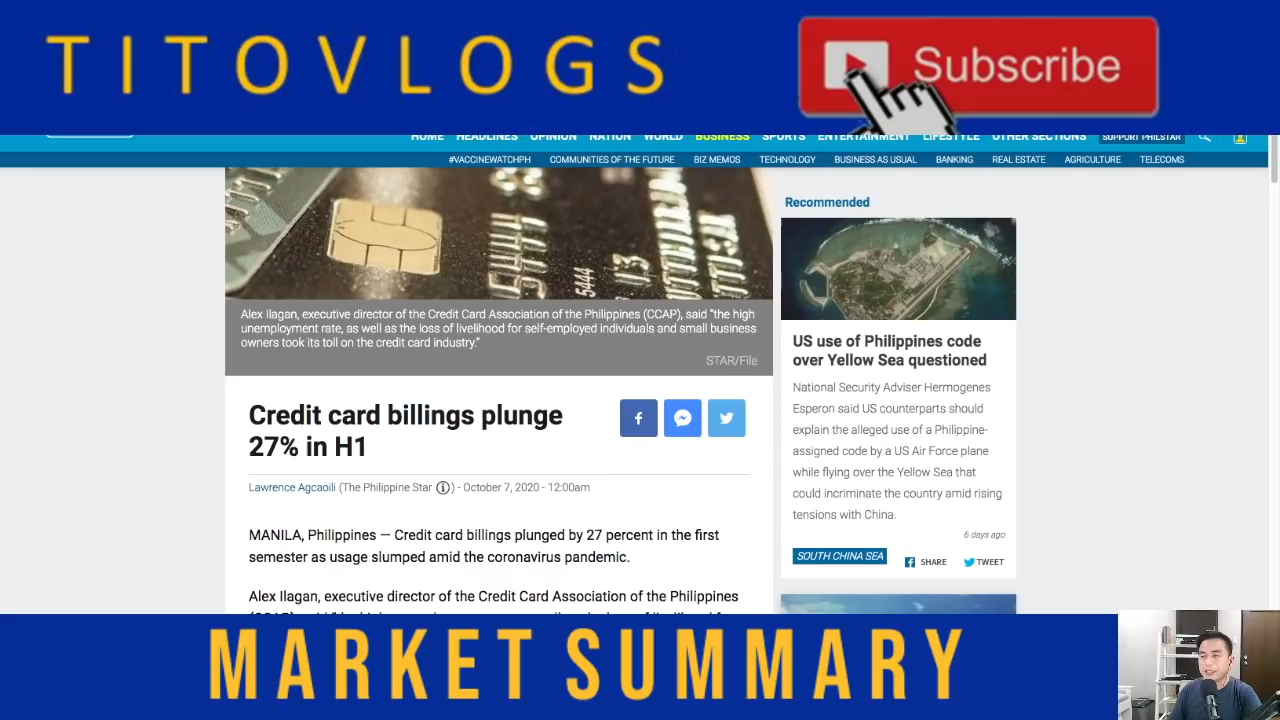 TITOVLOGS
Subscribe
HOME HEADLINES OPINION NATION WORLD BUSINESS SPORTS ENTERTAINMENT LIFESTYLE OTHER SECTIONS SUPPORT PHILSTAR
#VACCINEWATCHPH COMMUNITIES OF THE FUTURE BIZ MEMOS TECHNOLOGY BUSINESS AS USUAL BANKING REAL ESTATE AGRICULTURE TELECOMS
5444
Alex Ilagan, executive director of the Credit Card Association of the Philippines (CCAP), said "the high
unemployment rate, as well as the loss of livelihood for self-employed individuals and small business
owners took its toll on the credit card industry."
STAR/File
Credit card billings plunge
27% in H1
Lawrence Agcaoili (The Philippine Star ) - October 7, 2020 - 12:00am
MANILA, Philippines — Credit card billings plunged by 27 percent in the first
semester as usage slumped amid the coronavirus pandemic.
Alex Ilagan, executive director of the Credit Card Association of the Philippines
Recommended
US use of Philippines code
over Yellow Sea questioned
National Security Adviser Hermogenes
Esperon said US counterparts should
explain the alleged use of a Philippine-
assigned code by a US Air Force plane
while flying over the Yellow Sea that
could incriminate the country amid rising
tensions with China.
6 days ago
SOUTH CHINA SEA SHARE TWEET
MARKET SUMMARY